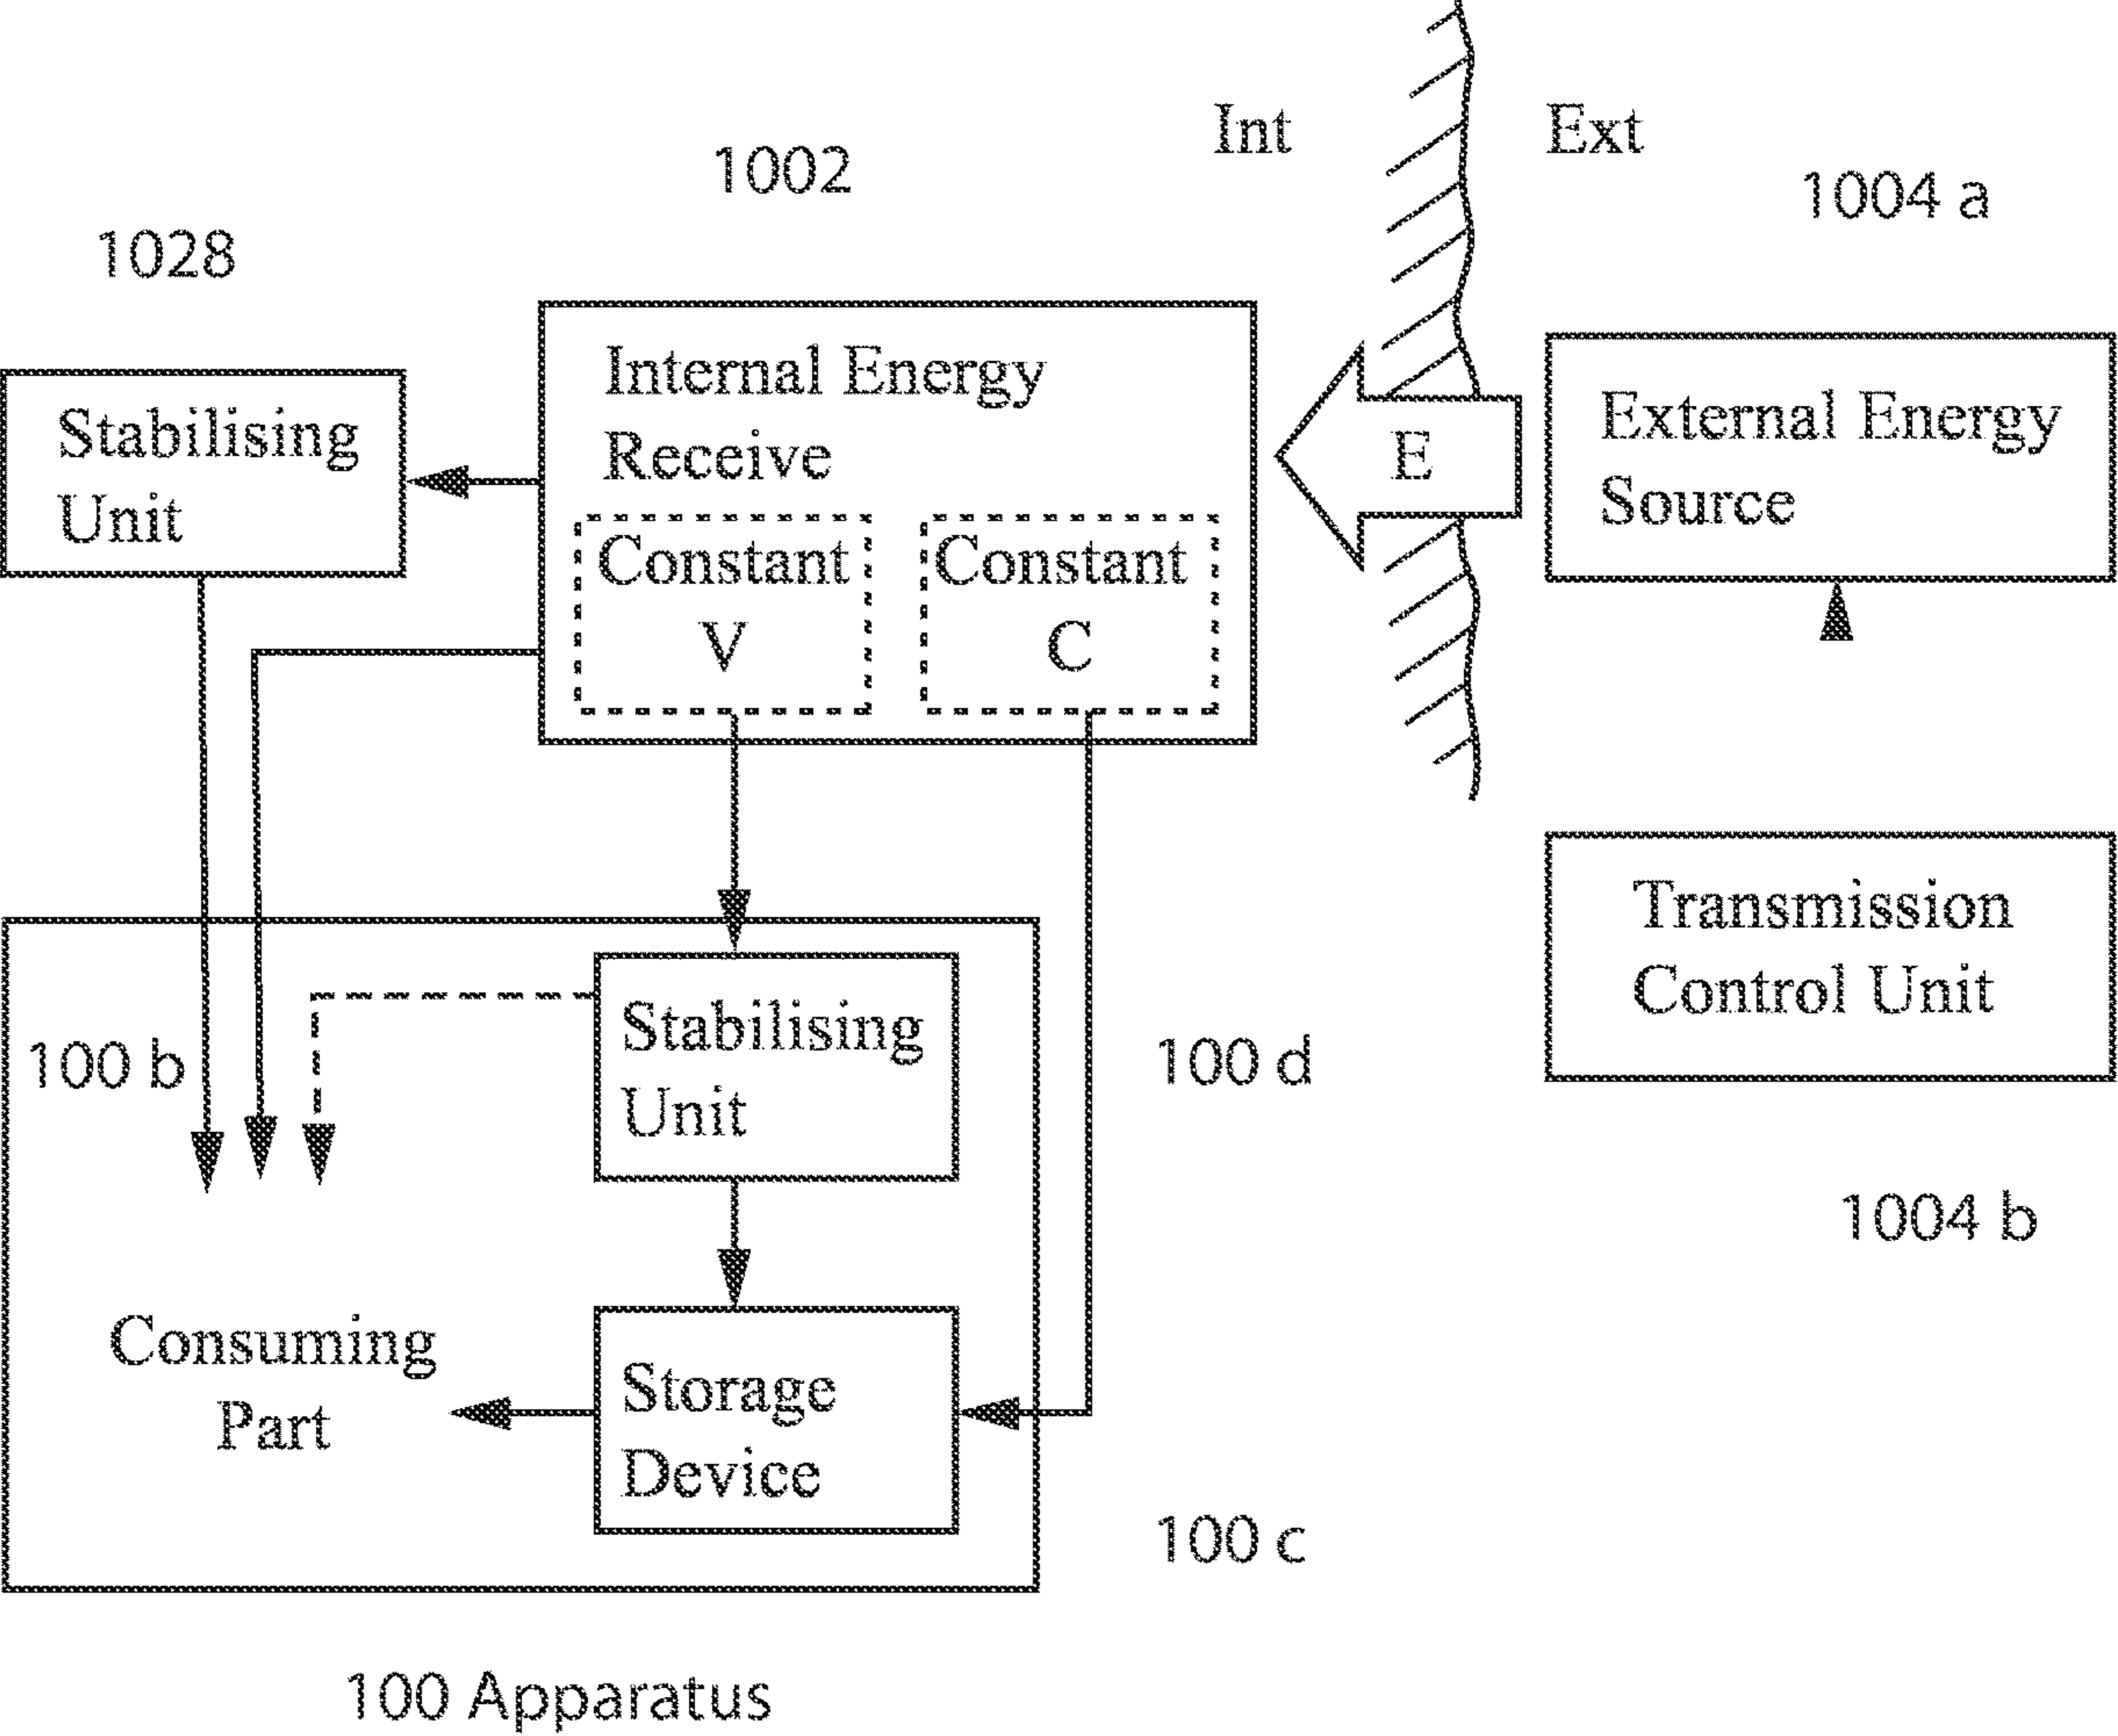 Int
Ext
1002
1004 a
1028
Internal Energy
Receive
External Energy
Source
E
Stabilising
Unit
Constant
V
Constant
C
Transmission
Control Unit
Stabilising
Unit
100 b
100 d
1004 b
Consuming
Part
Storage
Device
100 c
100 Apparatus